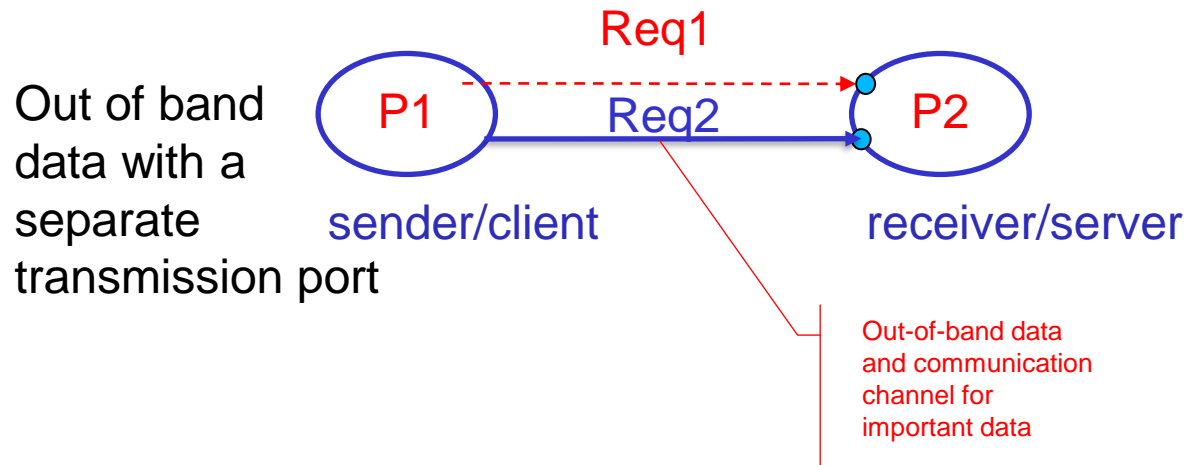 Req1
Out of band
data with a
separate
transmission port
P1
Req2
P2
sender/client
receiver/server
Out-of-band data
and communication
channel for
important data